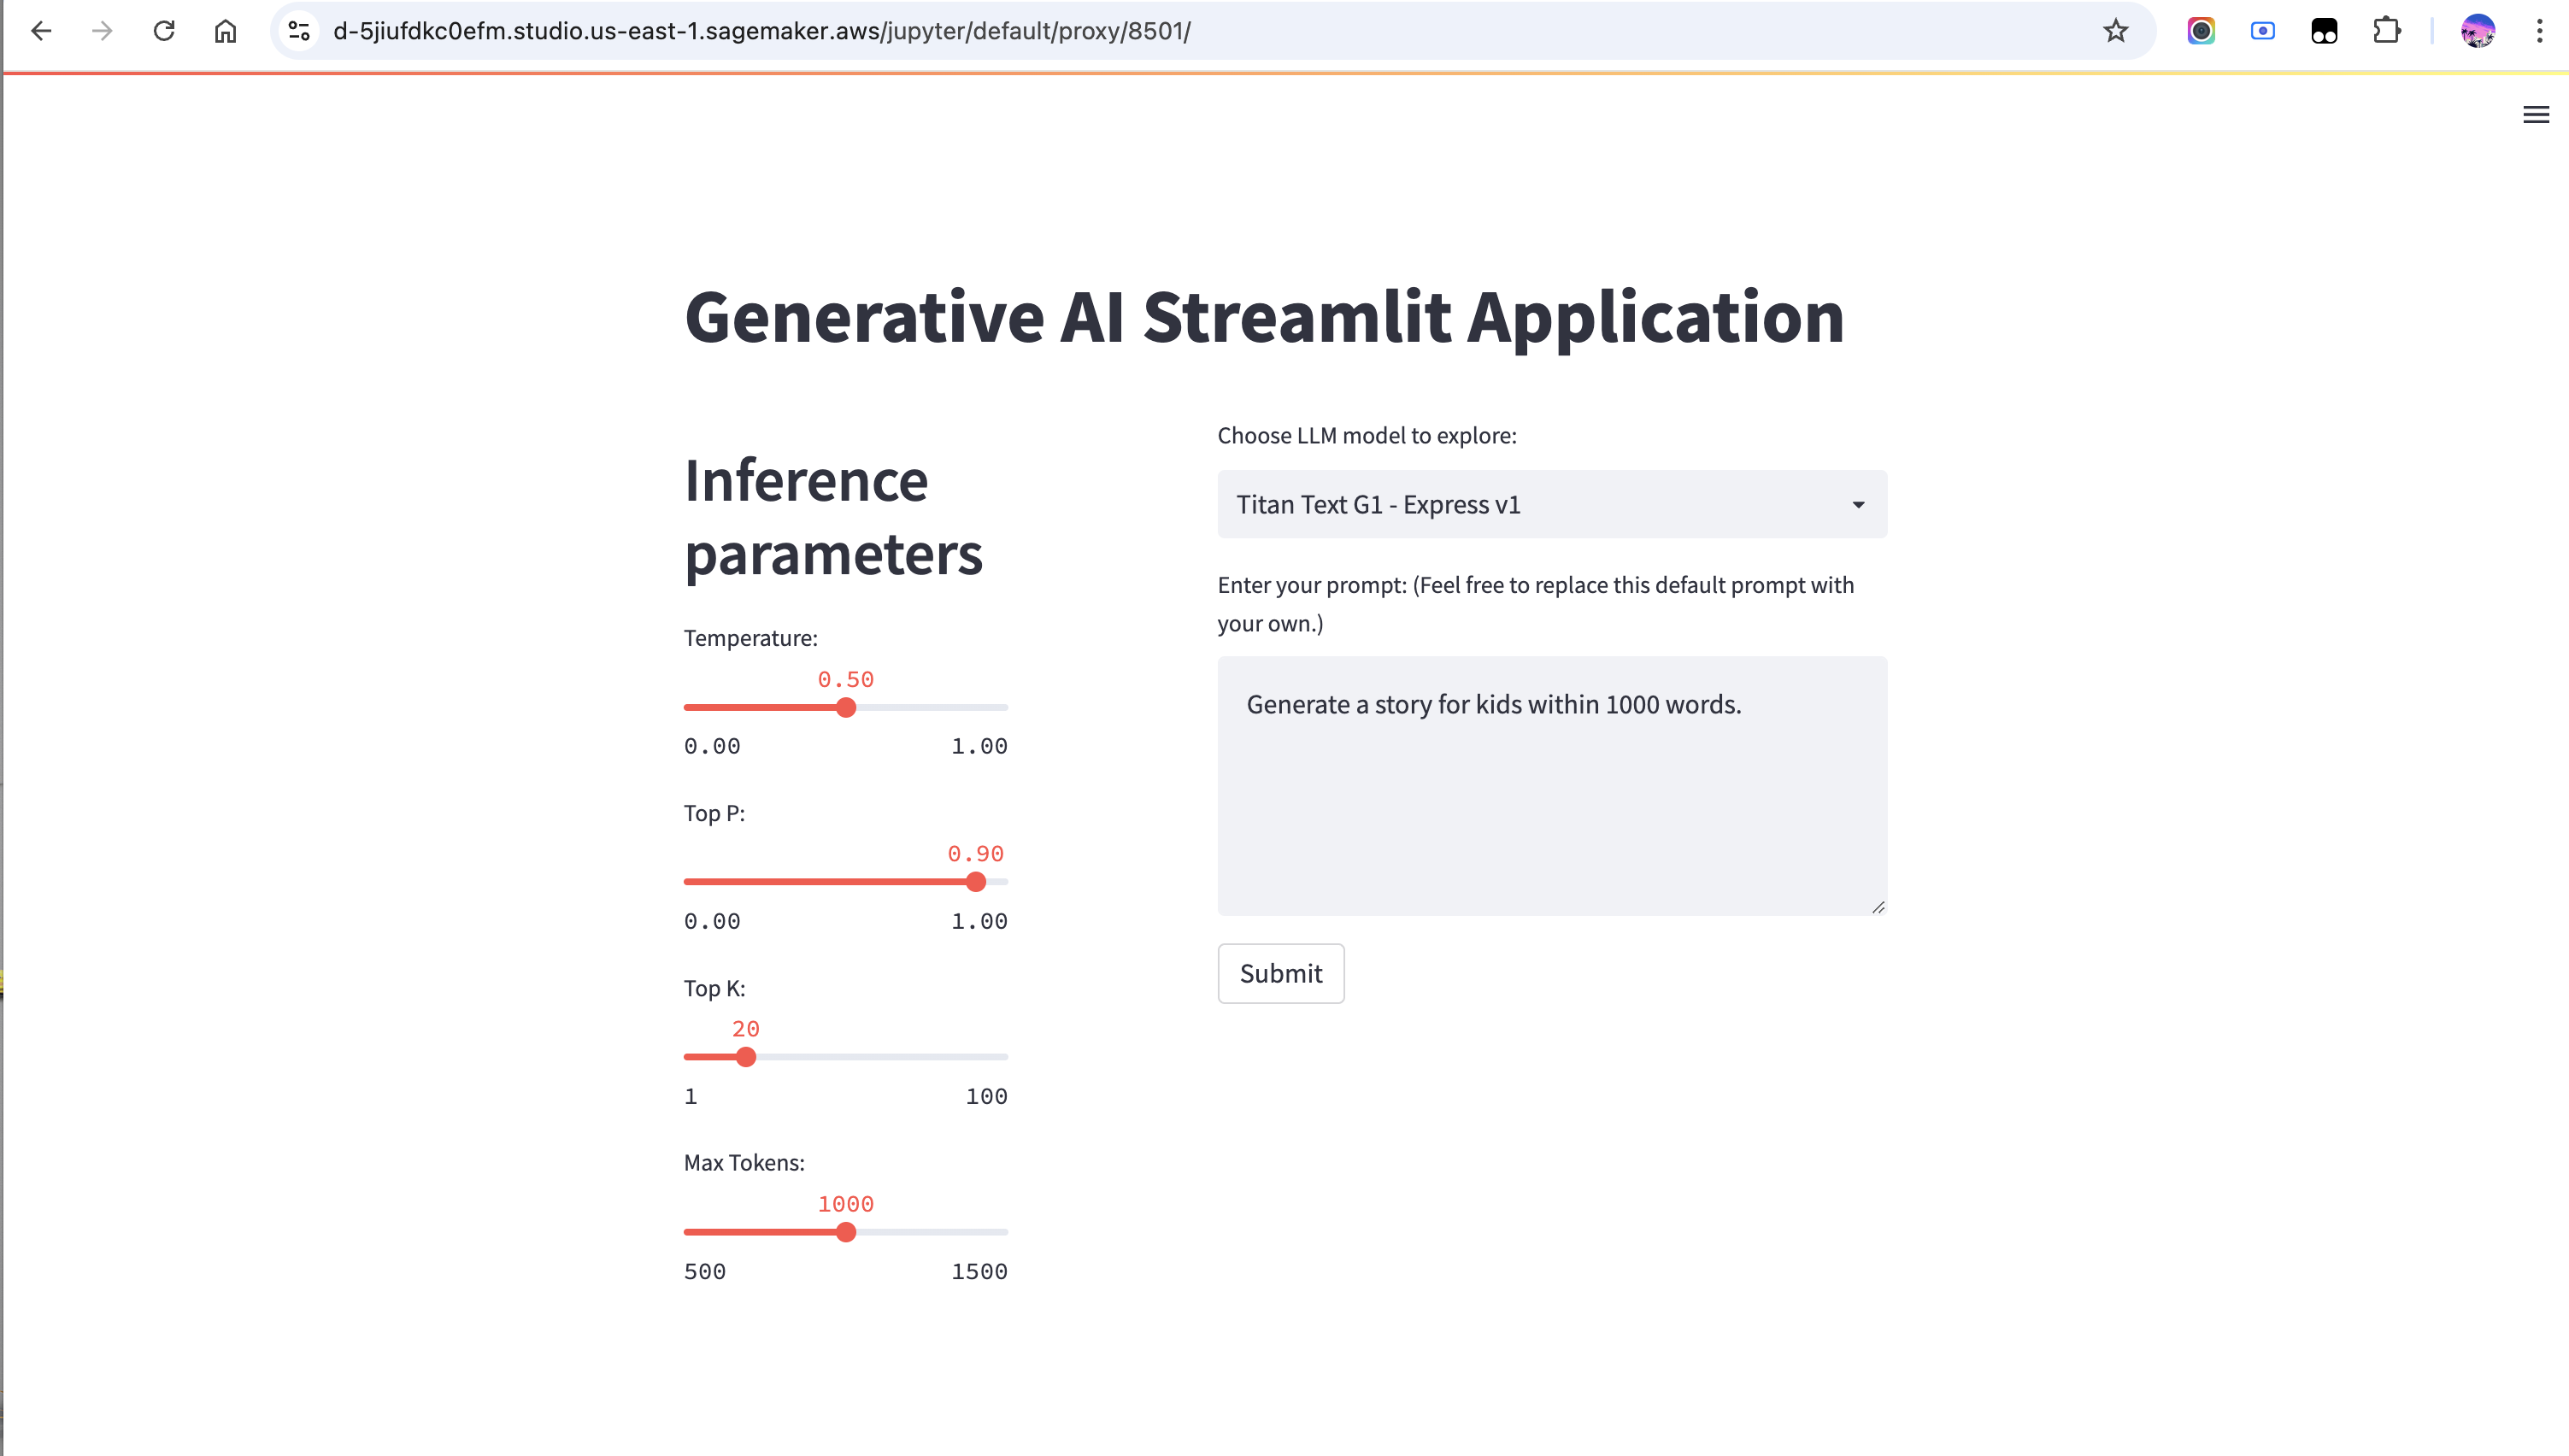 d-5jiufdkc0efm.studio.us-east-1.sagemaker.aws/jupyter/default/proxy/8501/
Generative AI Streamlit Application
Inference
parameters
Temperature:
0.50
0.00 1.00
Top P:
0.90
0.00 1.00
Top K:
20
1 100
Max Tokens:
1000
500 1500
Choose LLM model to explore:
Titan Text G1 - Express v1
Enter your prompt: (Feel free to replace this default prompt with
your own.)
Generate a story for kids within 1000 words.
Submit